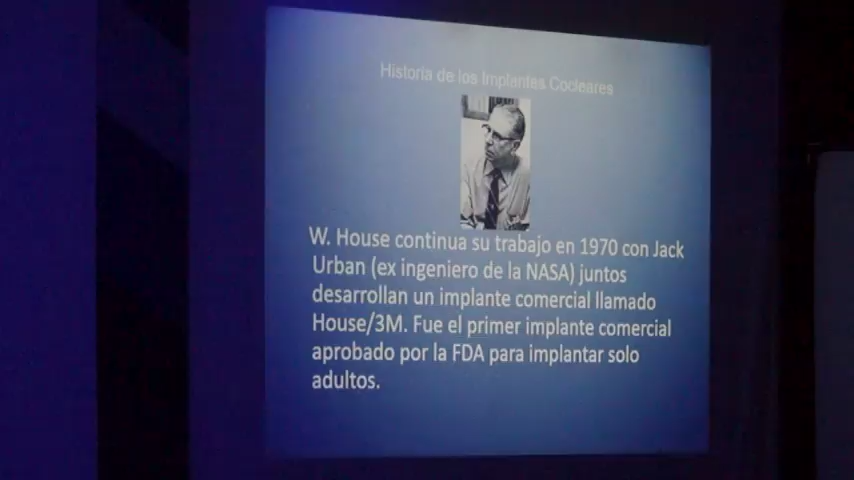 Historia de los Implantes Cocleares
W. House continua su trabajo en 1970 con Jack
Urban (ex ingeniero de la NASA) juntos
desarrollan un implante comercial llamado
House/3M. Fue el primer implante comercial
aprobado por la FDA para implantar solo
adultos.